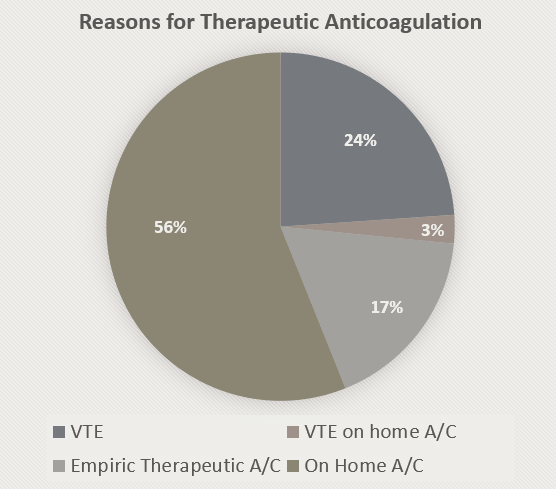 Reasons for Therapeutic Anticoagulation
24%
3%
56%
17%
VTE
VTE on home A/C
Empiric Therapeutic A/C
On Home A/C